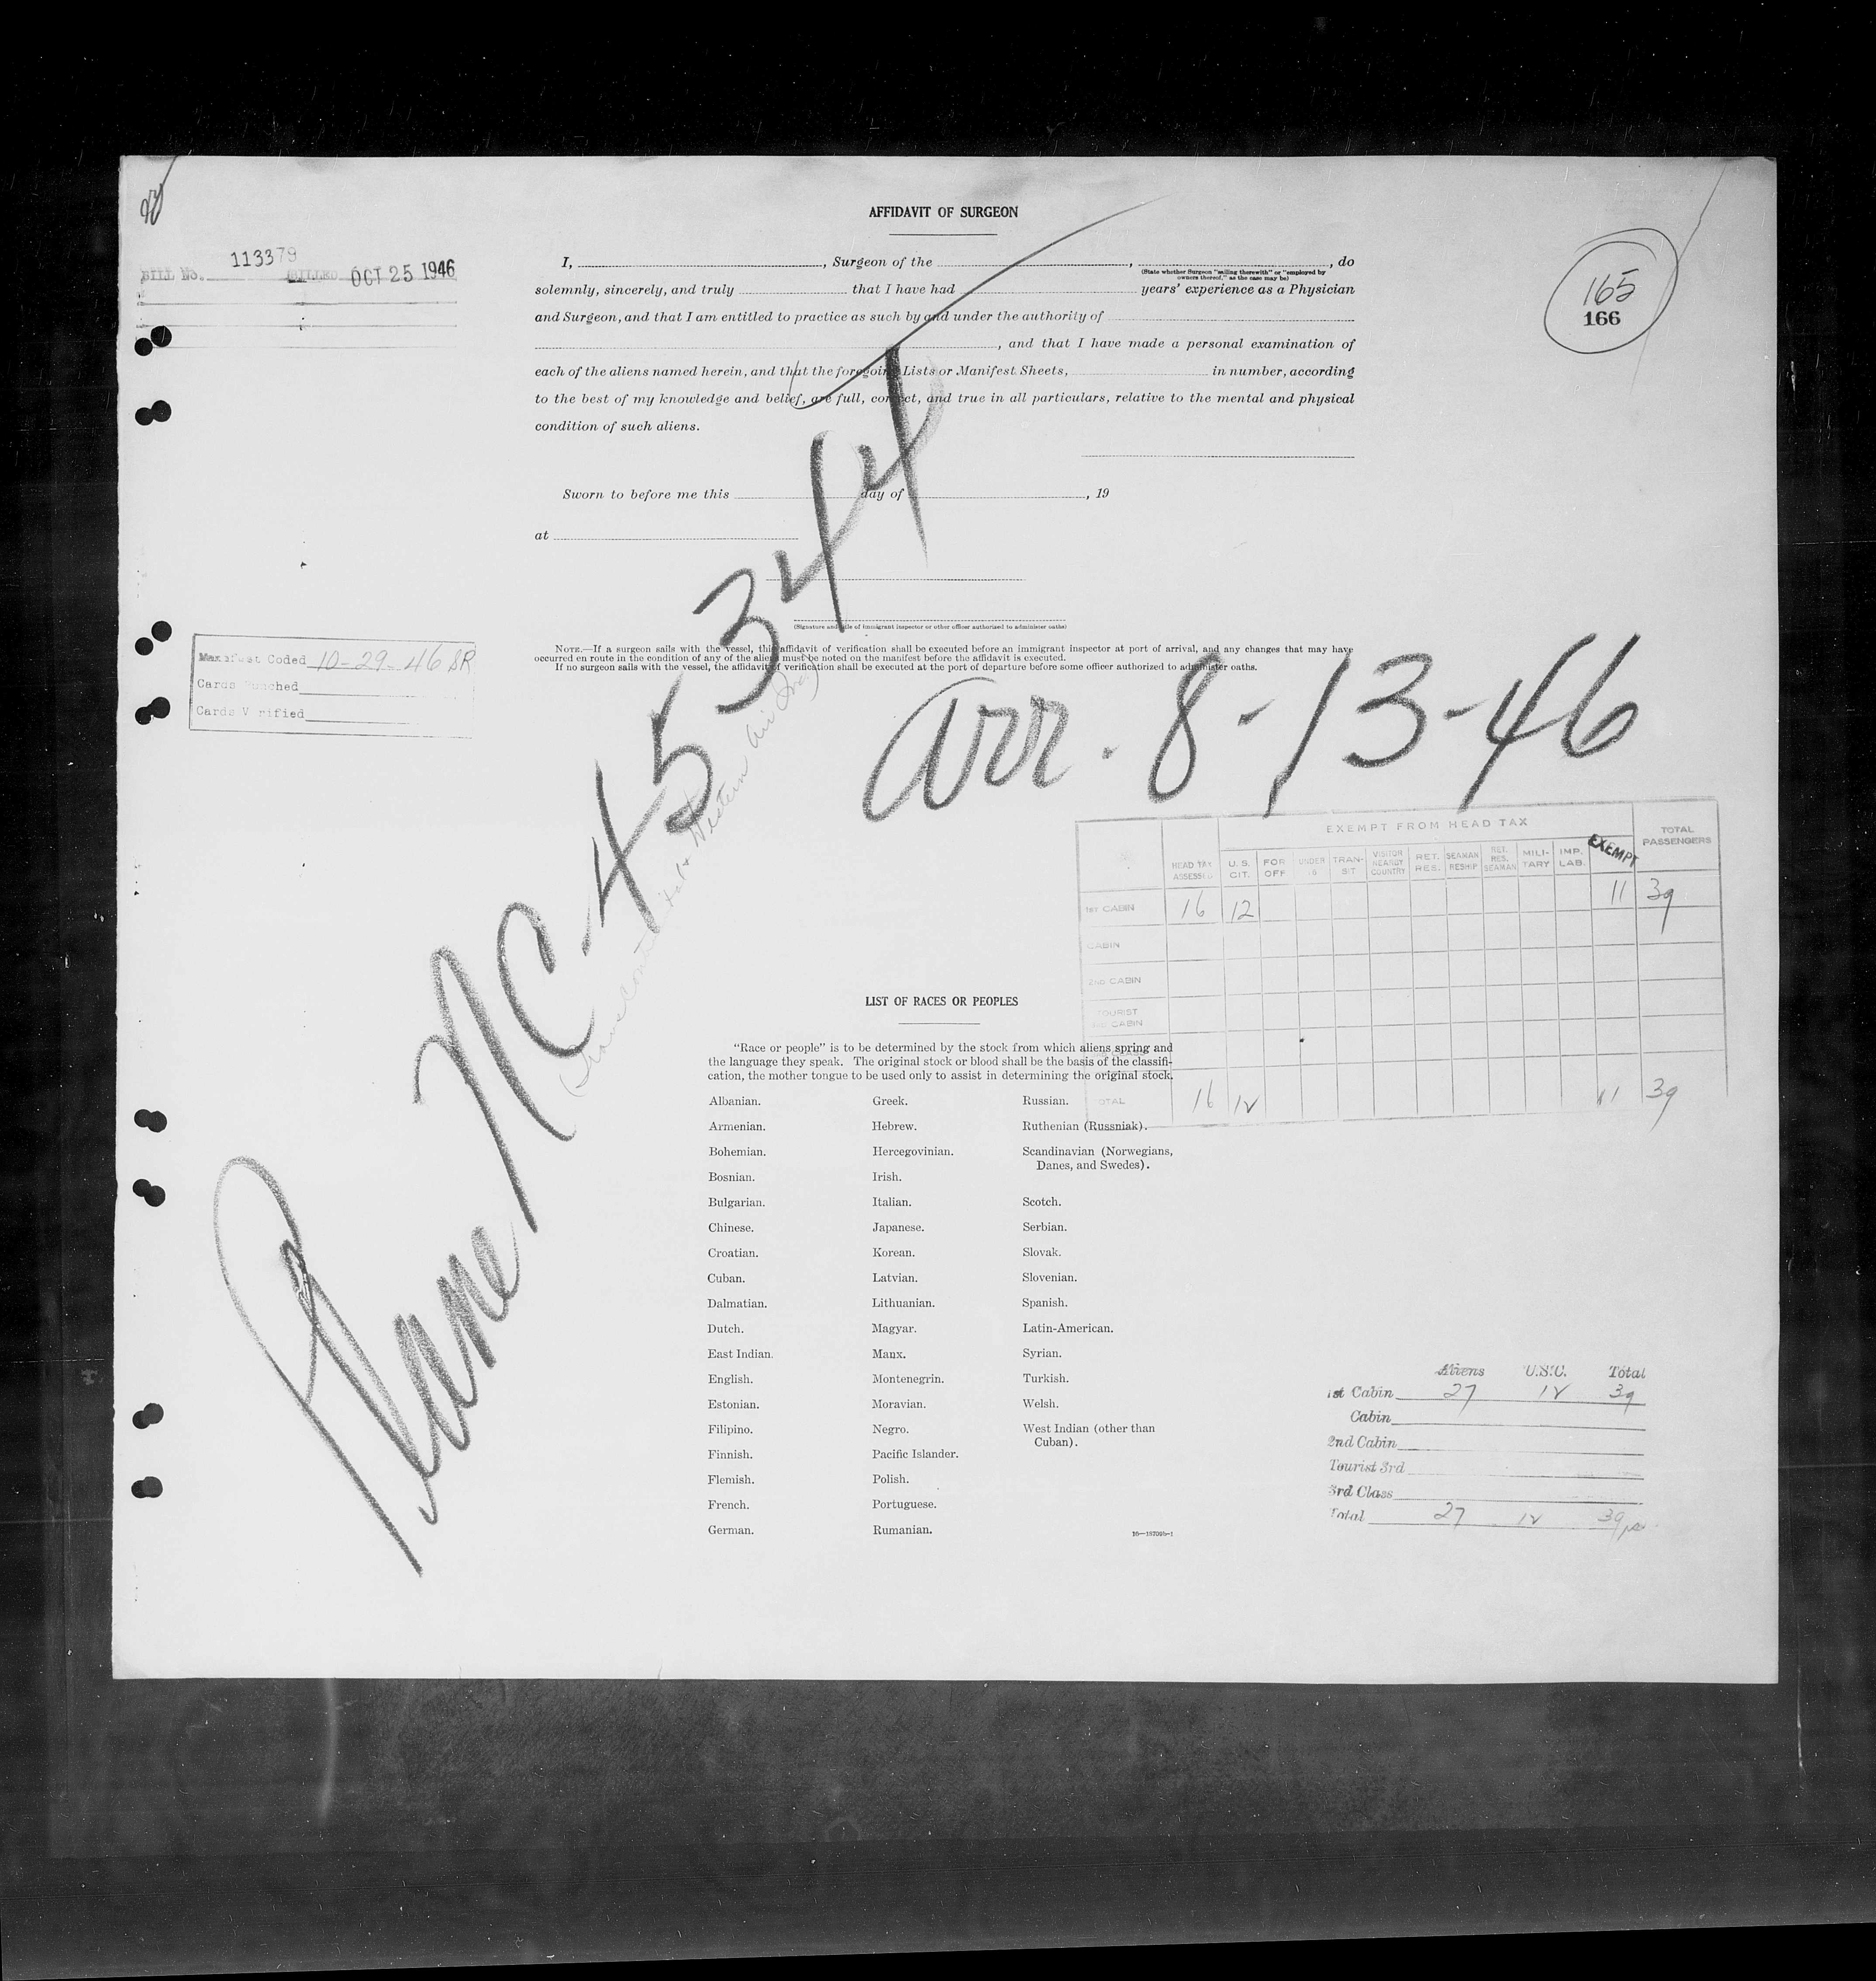 AFFIDAVIT OF SURGEON
BILL NO. 113379 BILLED OCT 25 1946
165
166
I, , Surgeon of the , , do
(State whether Surgeon "sailing therewith" or "employed by
owners thereof," as the case may be)
solemnly, sincerely, and truly that I have had years' experience as a Physician
and Surgeon, and that I am entitled to practice as such by and under the authority of
, and that I have made a personal examination of
each of the aliens named herein, and that the foregoing Lists or Manifest Sheets, in number, according
to the best of my knowledge and belief, are full, correct, and true in all particulars, relative to the mental and physical
condition of such aliens.
Sworn to before me this day of , 19
at
(Signature and title of immigrant inspector or other officer authorized to administer oaths)
NOTE.—If a surgeon sails with the vessel, this affidavit of verification shall be executed before an immigrant inspector at port of arrival, and any changes that may have
occurred en route in the condition of any of the aliens must be noted on the manifest before the affidavit is executed.
If no surgeon sails with the vessel, the affidavit of verification shall be executed at the port of departure before some officer authorized to administer oaths.
Manifest Coded 10-29-46 SR
Cards Punched
Cards Verified
Plane NC-45344
(Transcontinental & Western Air
Arr. 8-13-46
EXEMPT FROM HEAD TAX
HEAD TAX ASSESSED U.S. CIT. FOR OFF UNDER 16 TRAN-SIT VISITOR NEARBY COUNTRY RET. RES. SEAMAN RESHIP RET. RES. SEAMAN MILI-TARY IMP. LAB. EXEMPT TOTAL PASSENGERS
1ST CABIN 16 12 11 39
CABIN
2ND CABIN
TOURIST
3RD CABIN
TOTAL 16 12 11 39
LIST OF RACES OR PEOPLES
"Race or people" is to be determined by the stock from which aliens spring and
the language they speak. The original stock or blood shall be the basis of the classifi-
cation, the mother tongue to be used only to assist in determining the original stock.
Albanian. Greek. Russian.
Armenian. Hebrew. Ruthenian (Russniak).
Bohemian. Hercegovinian. Scandinavian (Norwegians,
Danes, and Swedes).
Bosnian. Irish.
Bulgarian. Italian. Scotch.
Chinese. Japanese. Serbian.
Croatian. Korean. Slovak.
Cuban. Latvian. Slovenian.
Dalmatian. Lithuanian. Spanish.
Dutch. Magyar. Latin-American.
East Indian. Manx. Syrian.
English. Montenegrin. Turkish.
Estonian. Moravian. Welsh.
Filipino. Negro. West Indian (other than
Cuban).
Finnish. Pacific Islander.
Flemish. Polish.
French. Portuguese.
German. Rumanian.
16—18709b-1
Aliens U.S.C. Total
1st Cabin 27 12 39
Cabin
2nd Cabin
Tourist 3rd
3rd Class
Total 27 12 39